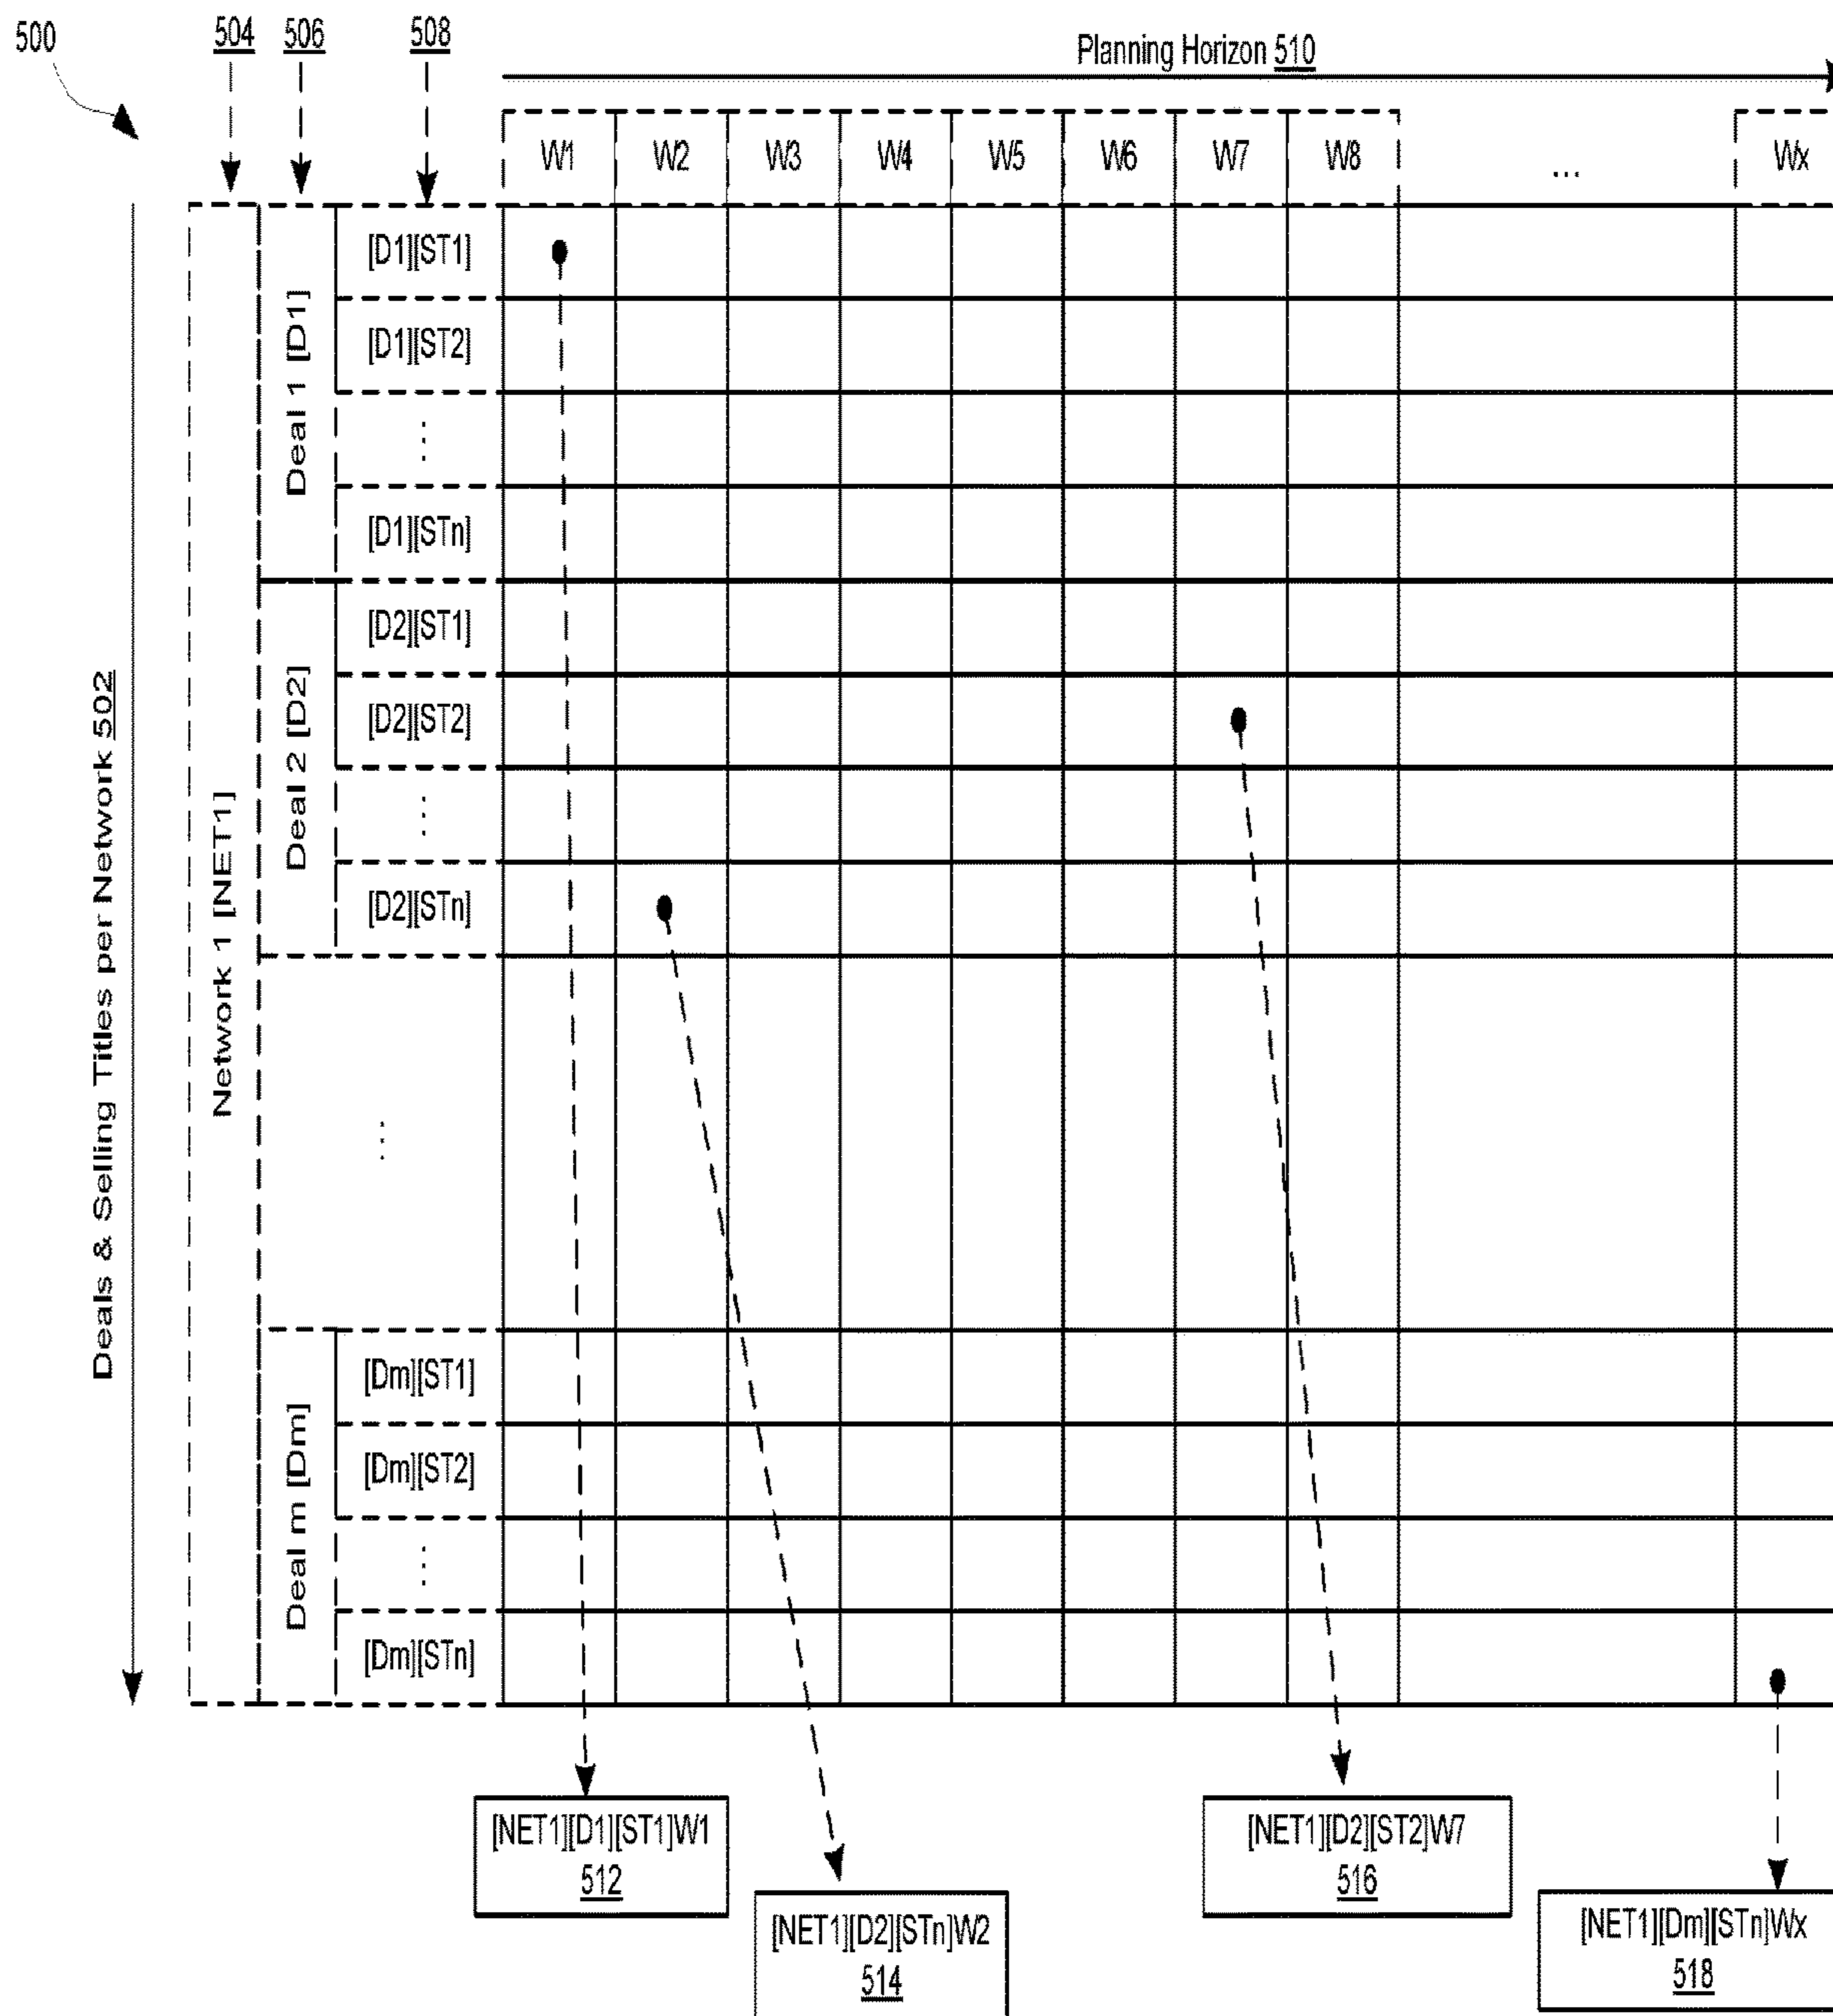 500
504
506
508
Planning Horizon 510
W1
W2
W3
W4
W5
W6
W7
W8
...
Wx
Deals & Selling Titles per Network 502
Network 1 [NET1]
Deal 1 [D1]
[D1][ST1]
[D1][ST2]
...
[D1][STn]
Deal 2 [D2]
[D2][ST1]
[D2][ST2]
...
[D2][STn]
...
Deal m [Dm]
[Dm][ST1]
[Dm][ST2]
...
[Dm][STn]
[NET1][D1][ST1]W1
512
[NET1][D2][STn]W2
514
[NET1][D2][ST2]W7
516
[NET1][Dm][STn]Wx
518